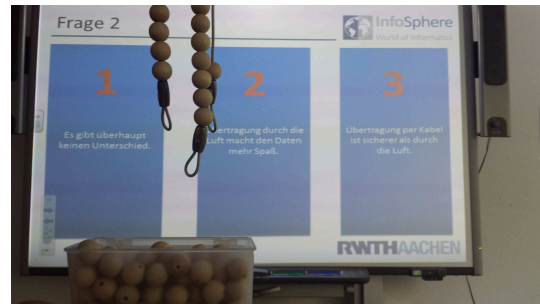 Frage 2
InfoSphere
World of Informatics
1
Es gibt überhaupt
keinen Unterschied.
2
Übertragung durch die
Luft macht den Daten
mehr Spaß.
3
Übertragung per Kabel
ist sicherer als durch
die Luft.
RWTHAACHEN